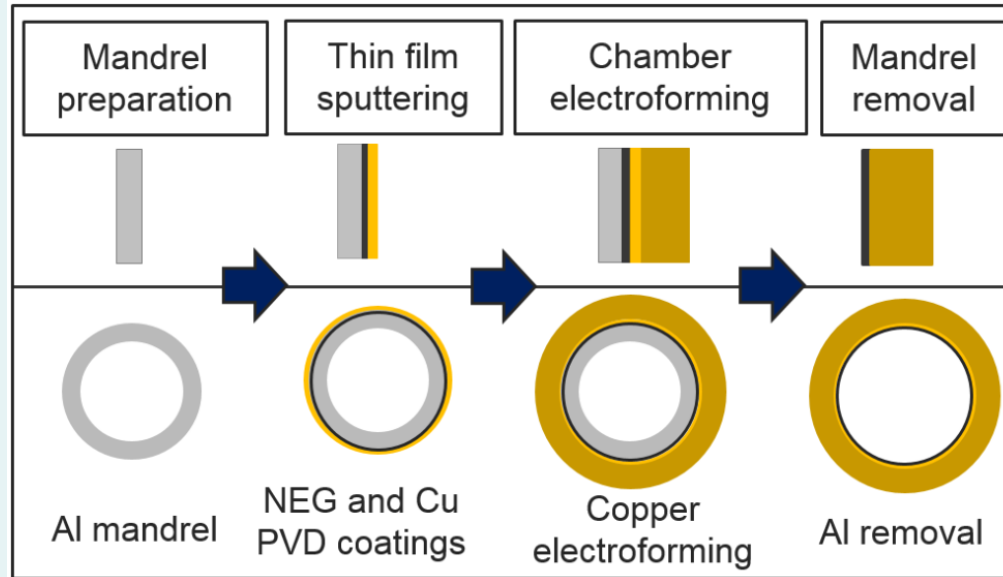 Mandrel
preparation
Thin film
sputtering
Chamber
electroforming
Mandrel
removal
Al mandrel
NEG and Cu
PVD coatings
Copper
electroforming
Al removal